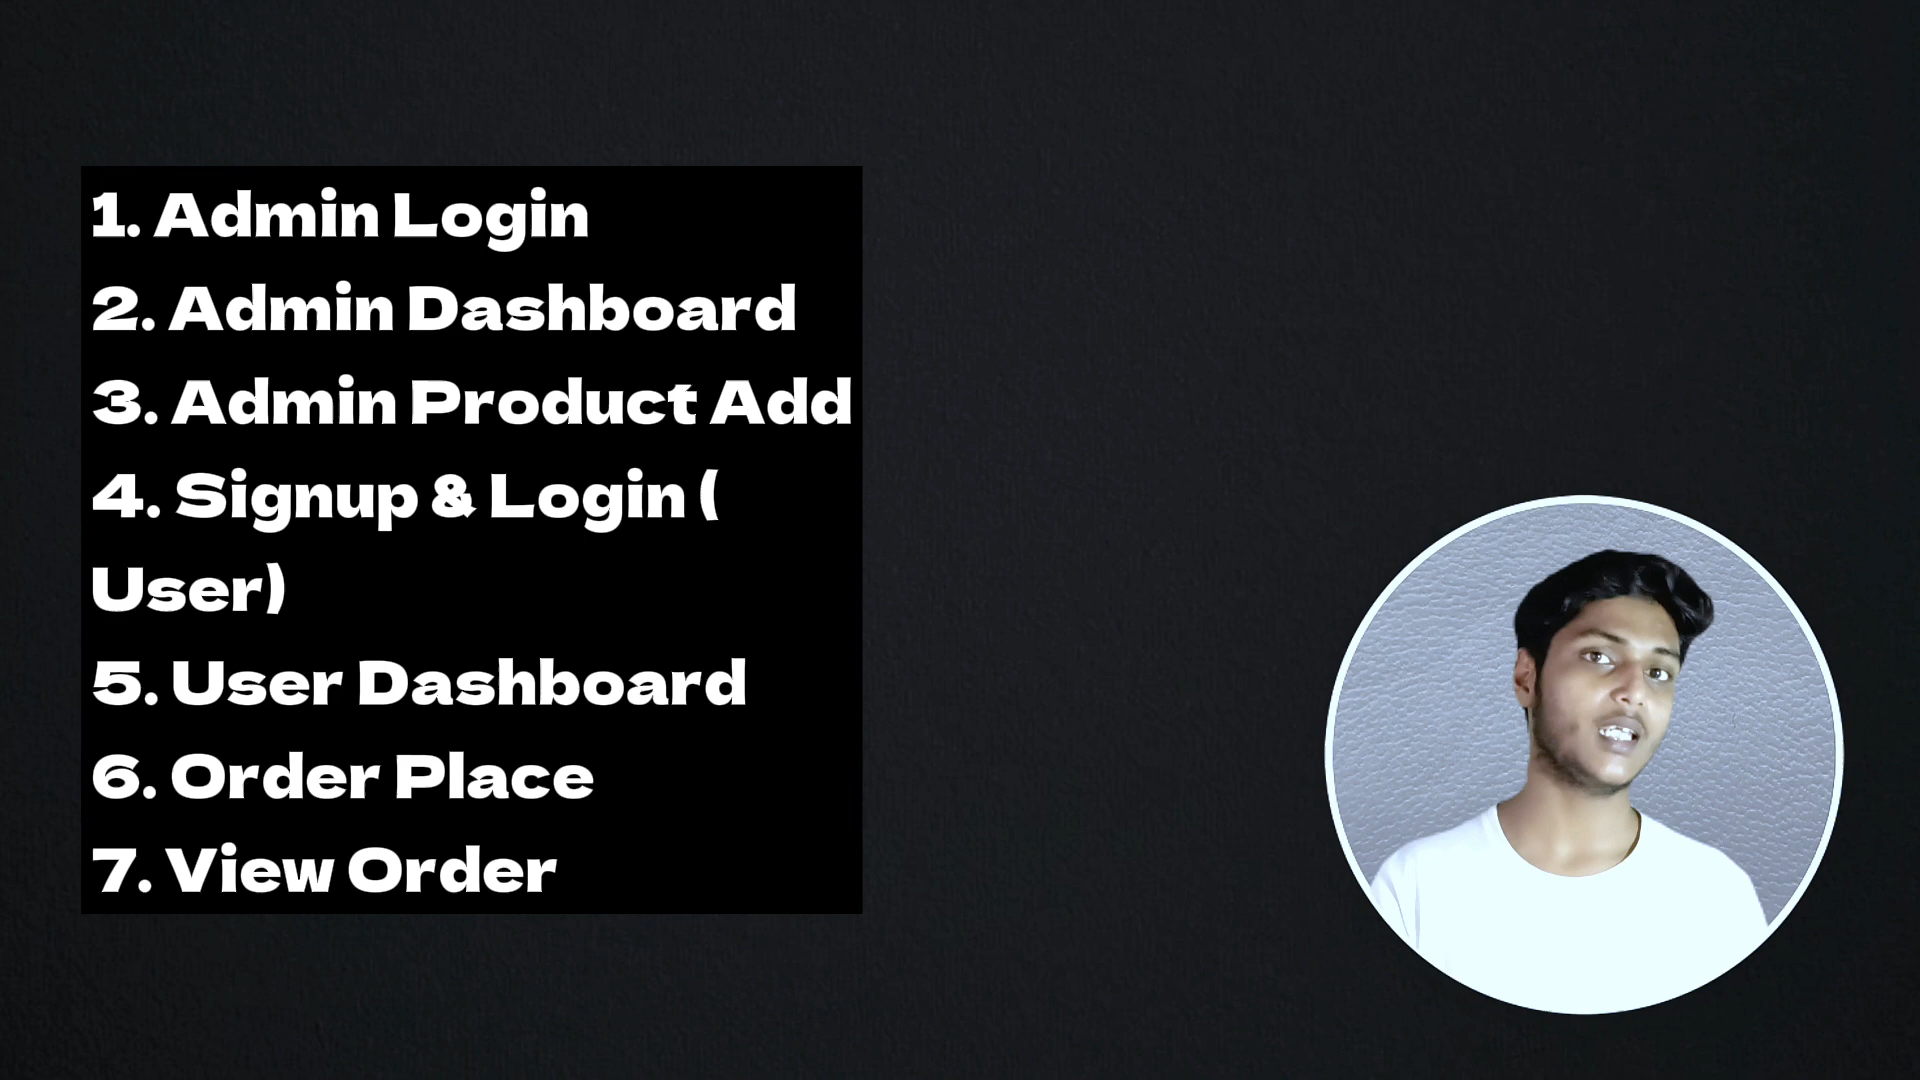 1. Admin Login
2. Admin Dashboard
3. Admin Product Add
4. Signup & Login (
User)
5. User Dashboard
6. Order Place
7. View Order